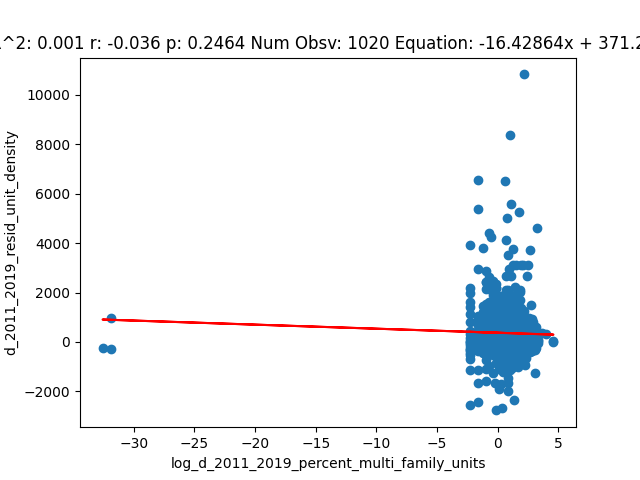 ^2: 0.001 r: -0.036 p: 0.2464 Num Obsv: 1020 Equation: -16.42864x + 371.2
10000
8000
6000
4000
2000
0
−2000
d_2011_2019_resid_unit_density
−30 −25 −20 −15 −10 −5 0 5
log_d_2011_2019_percent_multi_family_units